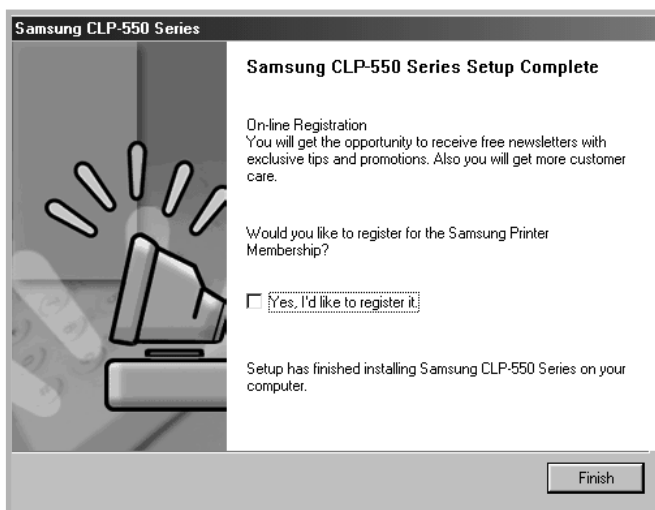 Samsung CLP-550 Series
Samsung CLP-550 Series Setup Complete
On-line Registration
You will get the opportunity to receive free newsletters with
exclusive tips and promotions. Also you will get more customer
care.
Would you like to register for the Samsung Printer
Membership?
Yes, I'd like to register it.
Setup has finished installing Samsung CLP-550 Series on your
computer.
Finish